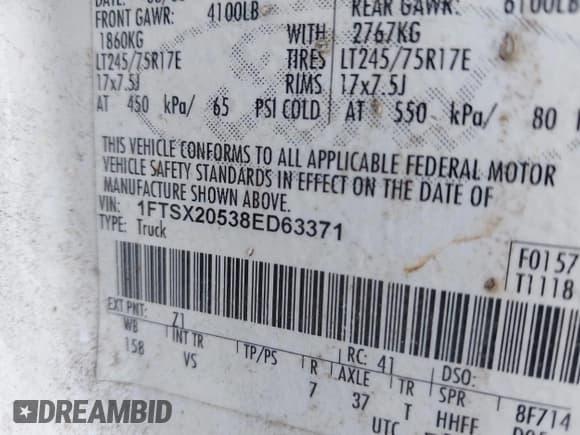 FRONT GAWR: 4100LB
REAR GAWR: 6100LB
1860KG WITH 2767KG
LT245/75R17E TIRES LT245/75R17E
17x7.5J RIMS 17x7.5J
AT 450 kPa/ 65 PSI COLD AT 550 kPa/ 80
THIS VEHICLE CONFORMS TO ALL APPLICABLE FEDERAL MOTOR
VEHICLE SAFETY STANDARDS IN EFFECT ON THE DATE OF
MANUFACTURE SHOWN ABOVE.
VIN: 1FTSX20538ED63371
TYPE: Truck
F0157
T1118
EXT PNT: Z1 RC: 41 DSO:
WB INT TR TP/PS R AXLE TR SPR
158 VS 7 37 T HHFF 8F714
UTC
DREAMBID